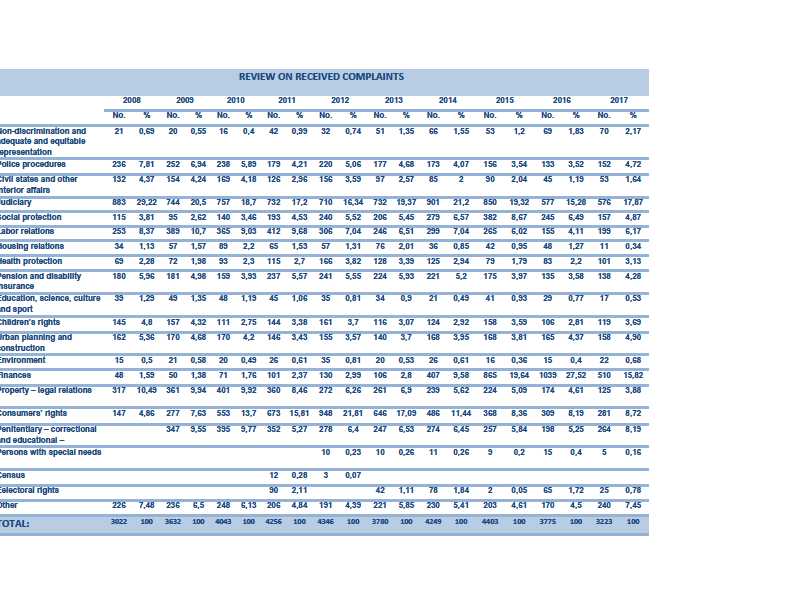 REVIEW ON RECEIVED COMPLAINTS
2008 2009 2010 2011 2012 2013 2014 2015 2016 2017
No. % No. % No. % No. % No. % No. % No. % No. % No. % No. %
Non-discrimination and 21 0,69 20 0,55 16 0,4 42 0,99 32 0,74 51 1,35 66 1,55 53 1,2 69 1,83 70 2,17
adequate and equitable
representation
Police procedures 236 7,81 252 6,94 238 5,89 179 4,21 220 5,06 177 4,68 173 4,07 156 3,54 133 3,52 152 4,72
Civil states and other 132 4,37 154 4,24 169 4,18 126 2,96 156 3,59 97 2,57 85 2 90 2,04 45 1,19 53 1,64
interior affairs
Judiciary 883 29,22 744 20,5 757 18,7 732 17,2 710 16,34 732 19,37 901 21,2 850 19,32 577 15,28 576 17,87
Social protection 115 3,81 95 2,62 140 3,46 193 4,53 240 5,52 206 5,45 279 6,57 382 8,67 245 6,49 157 4,87
Labor relations 253 8,37 389 10,7 365 9,03 412 9,68 306 7,04 246 6,51 299 7,04 265 6,02 155 4,11 199 6,17
Housing relations 34 1,13 57 1,57 89 2,2 65 1,53 57 1,31 76 2,01 36 0,85 42 0,95 48 1,27 11 0,34
Health protection 69 2,28 72 1,98 93 2,3 115 2,7 166 3,82 128 3,39 125 2,94 79 1,79 83 2,2 101 3,13
Pension and disability 180 5,96 181 4,98 159 3,93 237 5,57 241 5,55 224 5,93 221 5,2 175 3,97 135 3,58 138 4,28
insurance
Education, science, culture 39 1,29 49 1,35 48 1,19 45 1,06 35 0,81 34 0,9 21 0,49 41 0,93 29 0,77 17 0,53
and sport
Children's rights 145 4,8 157 4,32 111 2,75 144 3,38 161 3,7 116 3,07 124 2,92 158 3,59 106 2,81 119 3,69
Urban planning and 162 5,36 170 4,68 170 4,2 146 3,43 155 3,57 140 3,7 168 3,95 168 3,81 165 4,37 158 4,90
construction
Environment 15 0,5 21 0,58 20 0,49 26 0,61 35 0,81 20 0,53 26 0,61 16 0,36 15 0,4 22 0,68
Finances 48 1,59 50 1,38 71 1,76 101 2,37 130 2,99 106 2,8 407 9,58 865 19,64 1039 27,52 510 15,82
Property – legal relations 317 10,49 361 9,94 401 9,92 360 8,46 272 6,26 261 6,9 239 5,62 224 5,09 174 4,61 125 3,88
Consumers' rights 147 4,86 277 7,63 553 13,7 673 15,81 948 21,81 646 17,09 486 11,44 368 8,36 309 8,19 281 8,72
Penitentiary – correctional 347 9,55 395 9,77 352 5,27 278 6,4 247 6,53 274 6,45 257 5,84 198 5,25 264 8,19
and educational –
Persons with special needs 10 0,23 10 0,26 11 0,26 9 0,2 15 0,4 5 0,16
Census 12 0,28 3 0,07
Eelectoral rights 90 2,11 42 1,11 78 1,84 2 0,05 65 1,72 25 0,78
Other 226 7,48 236 6,5 248 6,13 206 4,84 191 4,39 221 5,85 230 5,41 203 4,61 170 4,5 240 7,45
TOTAL: 3022 100 3632 100 4043 100 4256 100 4346 100 3780 100 4249 100 4403 100 3775 100 3223 100